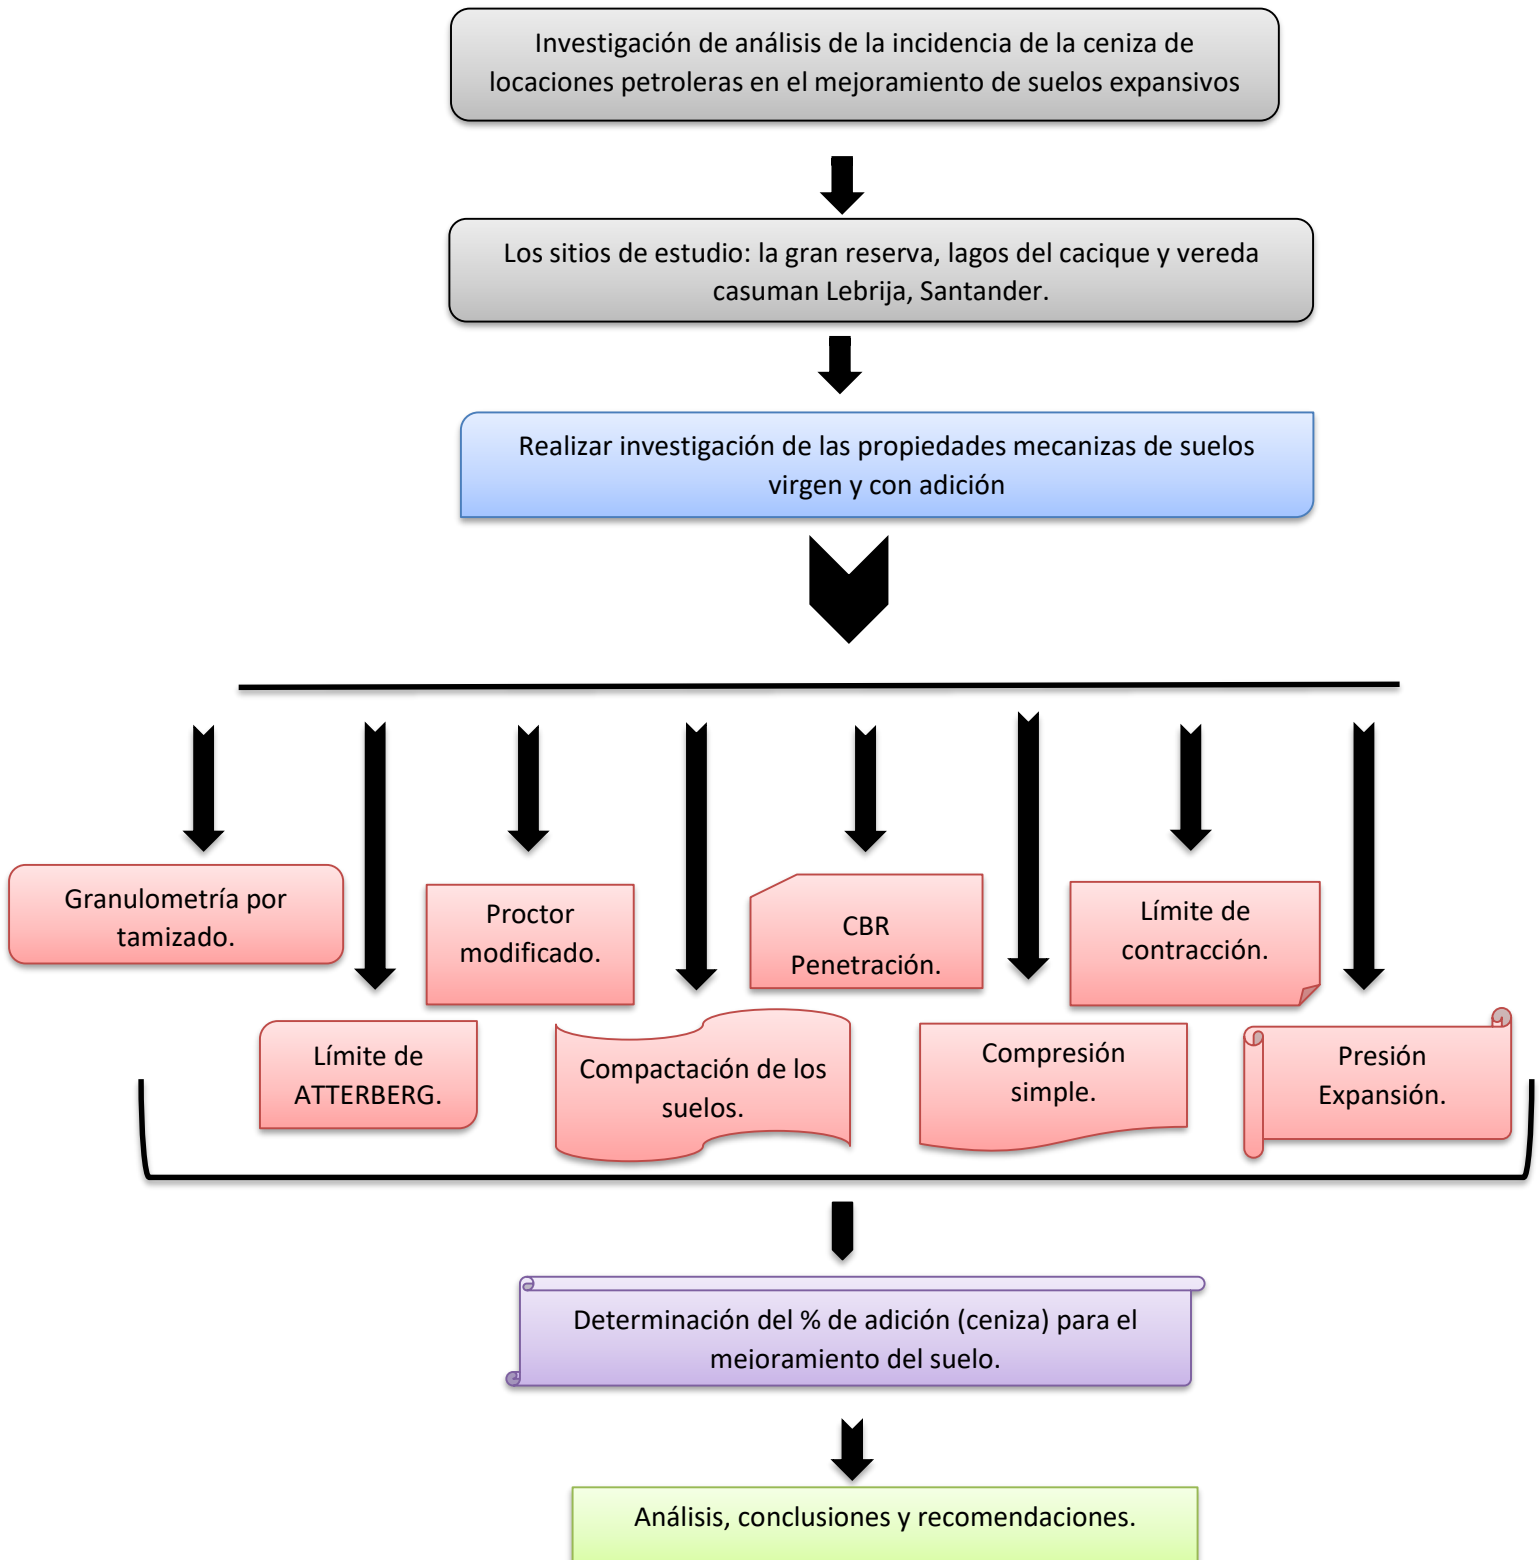 Investigación de análisis de la incidencia de la ceniza de
locaciones petroleras en el mejoramiento de suelos expansivos
Los sitios de estudio: la gran reserva, lagos del cacique y vereda
casuman Lebrija, Santander.
Realizar investigación de las propiedades mecanizas de suelos
virgen y con adición
Granulometría por
tamizado.
Límite de
ATTERBERG.
Proctor
modificado.
Compactación de los
suelos.
CBR
Penetración.
Compresión
simple.
Límite de
contracción.
Presión
Expansión.
Determinación del % de adición (ceniza) para el
mejoramiento del suelo.
Análisis, conclusiones y recomendaciones.